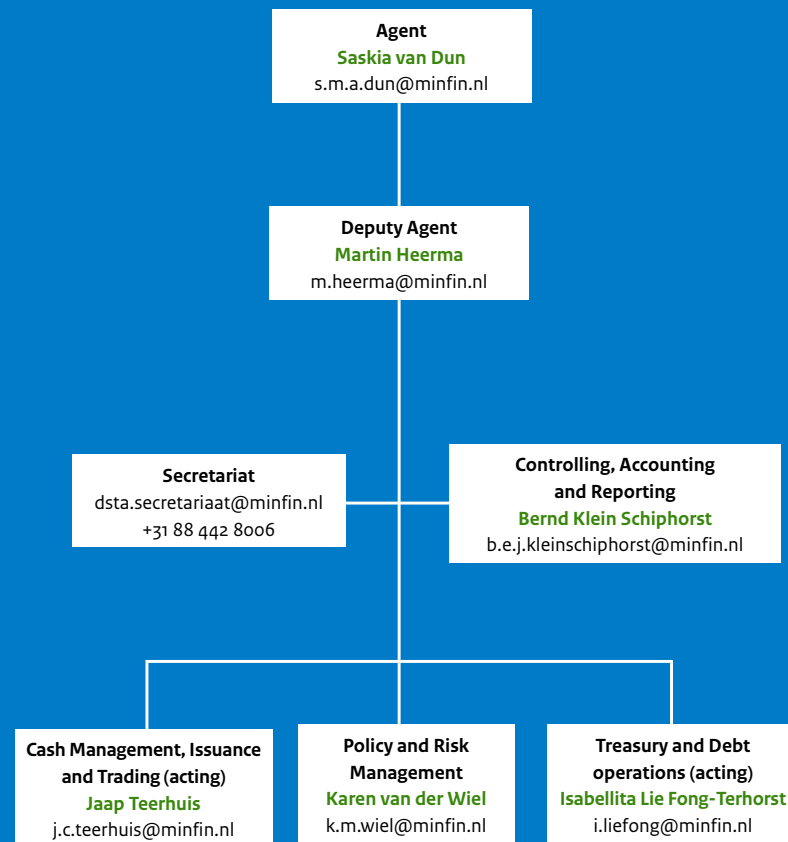 Agent
Saskia van Dun
s.m.a.dun@minfin.nl
Deputy Agent
Martin Heerma
m.heerma@minfin.nl
Secretariat
dsta.secretariaat@minfin.nl
+31 88 442 8006
Controlling, Accounting
and Reporting
Bernd Klein Schiphorst
b.e.j.kleinschiphorst@minfin.nl
Cash Management, Issuance
and Trading (acting)
Jaap Teerhuis
j.c.teerhuis@minfin.nl
Policy and Risk
Management
Karen van der Wiel
k.m.wiel@minfin.nl
Treasury and Debt
operations (acting)
Isabellita Lie Fong-Terhorst
i.liefong@minfin.nl